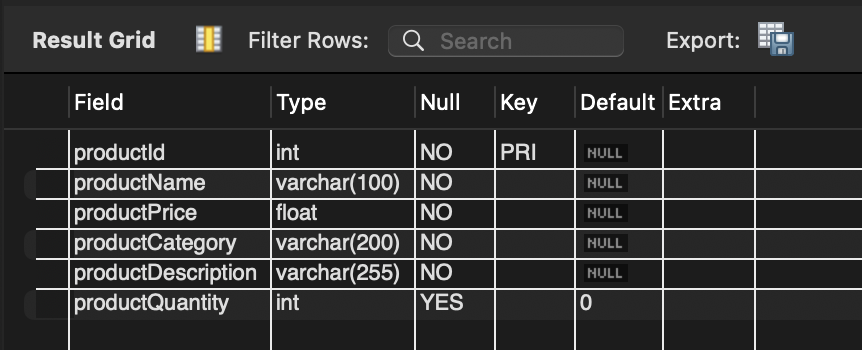 Result Grid Filter Rows: Search Export:
Field Type Null Key Default Extra
productId int NO PRI NULL
productName varchar(100) NO NULL
productPrice float NO NULL
productCategory varchar(200) NO NULL
productDescription varchar(255) NO NULL
productQuantity int YES 0